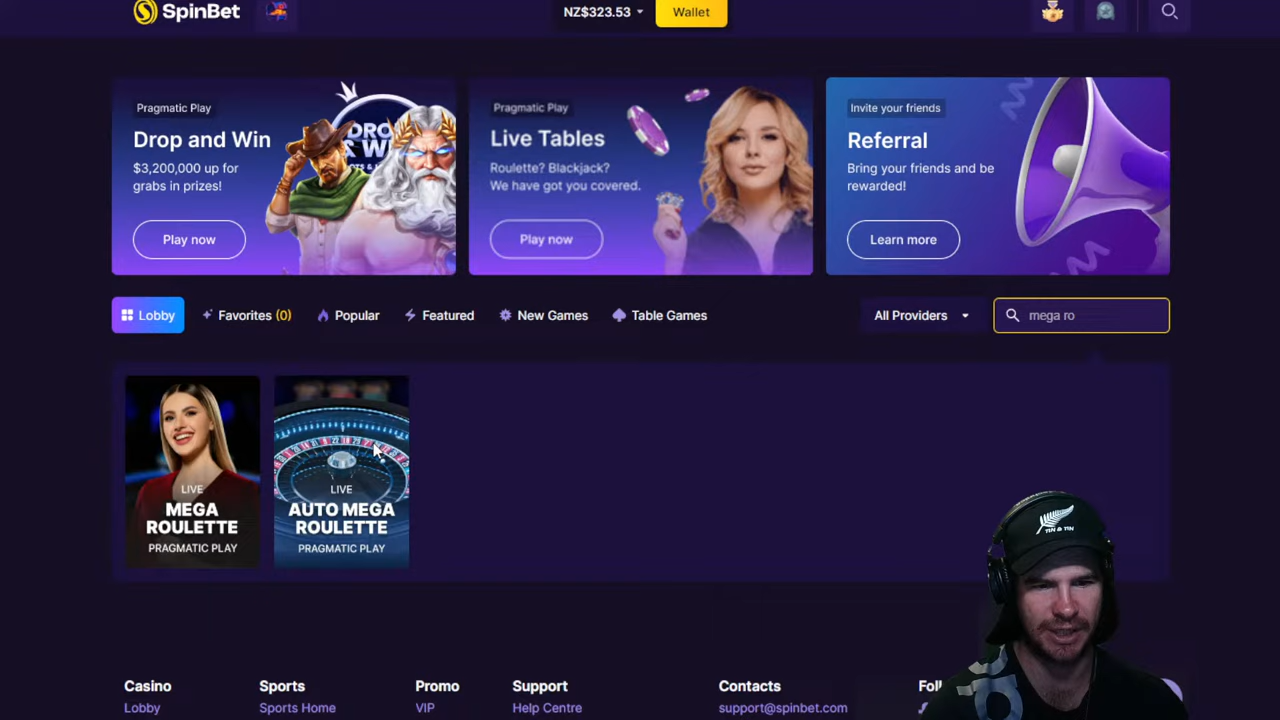 SpinBet
NZ$323.53
Wallet
Pragmatic Play
Drop and Win
$3,200,000 up for
grabs in prizes!
Play now
Pragmatic Play
Live Tables
Roulette? Blackjack?
We have got you covered.
Play now
Invite your friends
Referral
Bring your friends and be
rewarded!
Learn more
Lobby
Favorites (0)
Popular
Featured
New Games
Table Games
All Providers
mega ro
LIVE
MEGA
ROULETTE
PRAGMATIC PLAY
LIVE
AUTO MEGA
ROULETTE
PRAGMATIC PLAY
Casino
Lobby
Sports
Sports Home
Promo
VIP
Support
Help Centre
Contacts
support@spinbet.com